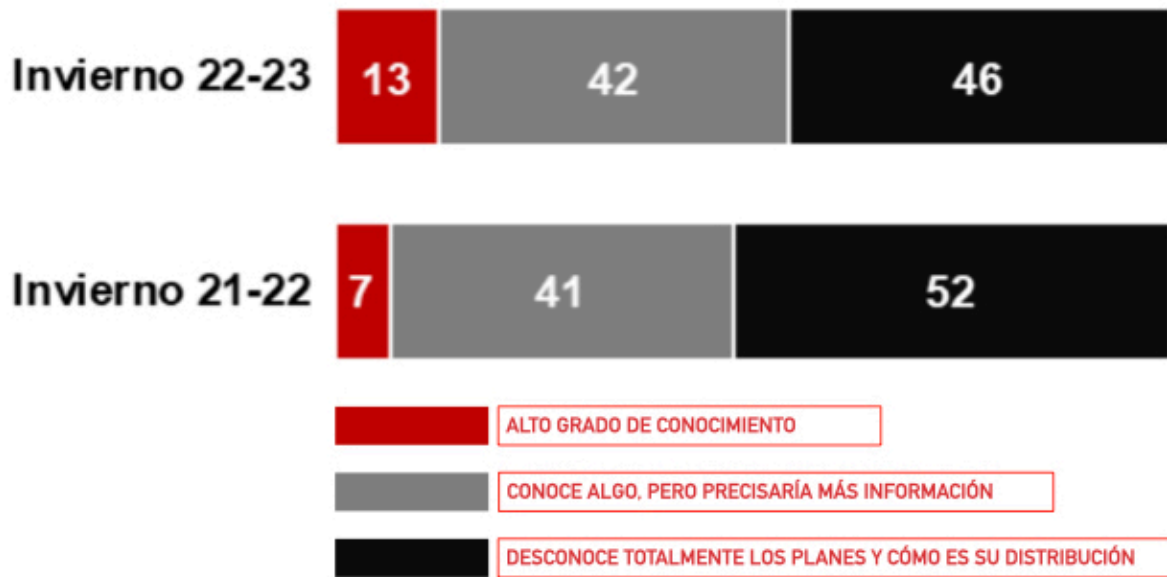 Invierno 22-23 13 42 46
Invierno 21-22 7 41 52
ALTO GRADO DE CONOCIMIENTO
CONOCE ALGO, PERO PRECISARÍA MÁS INFORMACIÓN
DESCONOCE TOTALMENTE LOS PLANES Y CÓMO ES SU DISTRIBUCIÓN